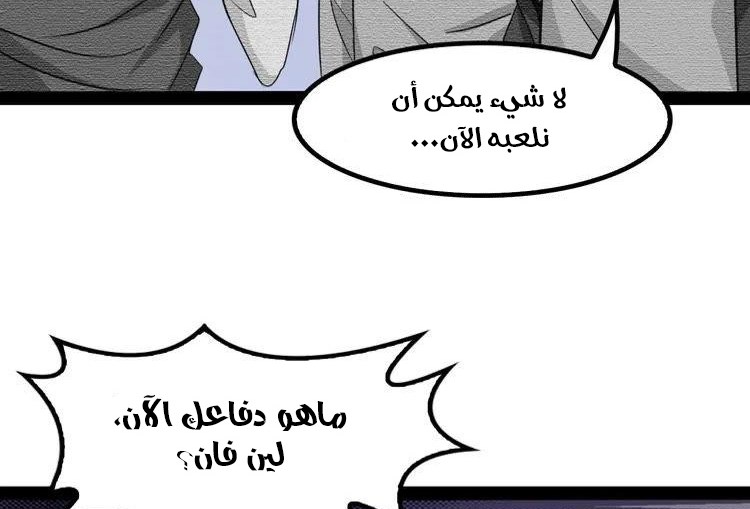 لا شيء يمكن أن
نلعبه الآن...
ماهو دفاعك الآن،
لين فان؟